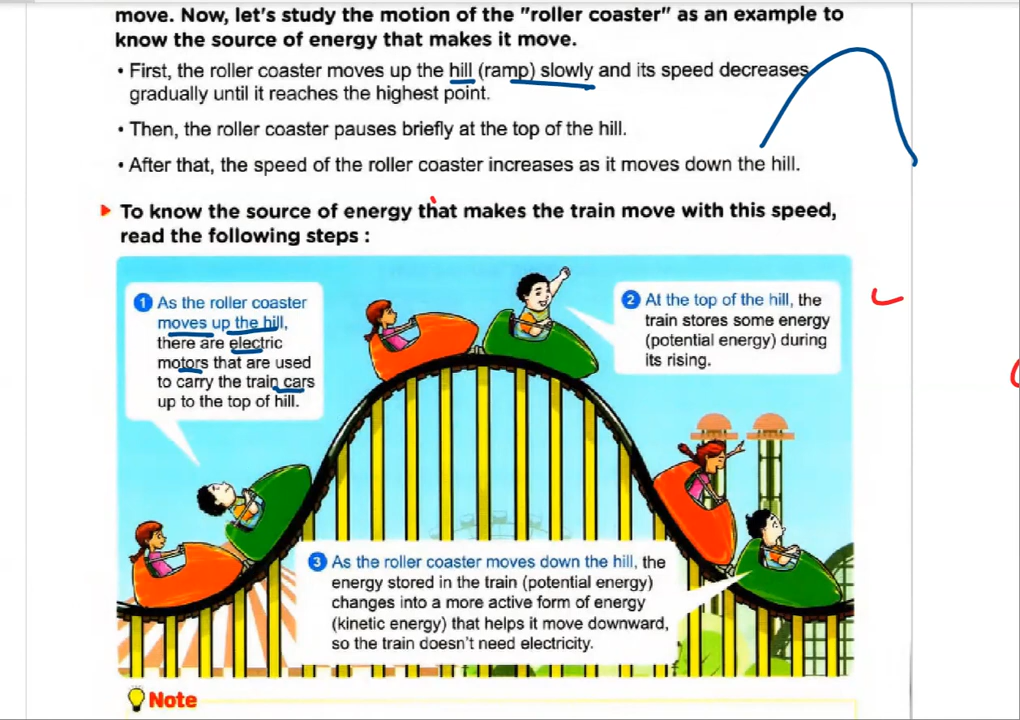 move. Now, let's study the motion of the "roller coaster" as an example to
know the source of energy that makes it move.
• First, the roller coaster moves up the hill (ramp) slowly and its speed decreases
gradually until it reaches the highest point.
• Then, the roller coaster pauses briefly at the top of the hill.
• After that, the speed of the roller coaster increases as it moves down the hill.
To know the source of energy that makes the train move with this speed,
read the following steps :
1 As the roller coaster
moves up the hill,
there are electric
motors that are used
to carry the train cars
up to the top of hill.
2 At the top of the hill, the
train stores some energy
(potential energy) during
its rising.
3 As the roller coaster moves down the hill, the
energy stored in the train (potential energy)
changes into a more active form of energy
(kinetic energy) that helps it move downward,
so the train doesn't need electricity.
Note